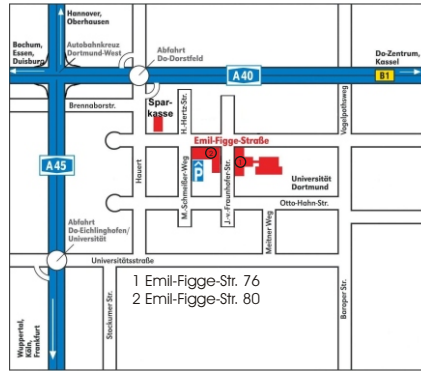 Hannover,
Oberhausen
Bochum,
Essen,
Duisburg
Autobahnkreuz
Dortmund-West
Abfahrt
Do-Dorstfeld
A40
Do-Zentrum,
Kassel
B1
Brennaborstr.
Spar-
kasse
H.-Hertz-Str.
Vogelpothsweg
Emil-Figge-Straße
A45
Hauert
M.-Schmeißer-Weg
P
2
1
J.-v.-Fraunhofer-Str.
Universität
Dortmund
Otto-Hahn-Str.
Meitner Weg
Abfahrt
Do-Eichlinghofen/
Universität
Universitätsstraße
1 Emil-Figge-Str. 76
2 Emil-Figge-Str. 80
Stockumer Str.
Baroper Str.
Wuppertal,
Köln,
Frankfurt